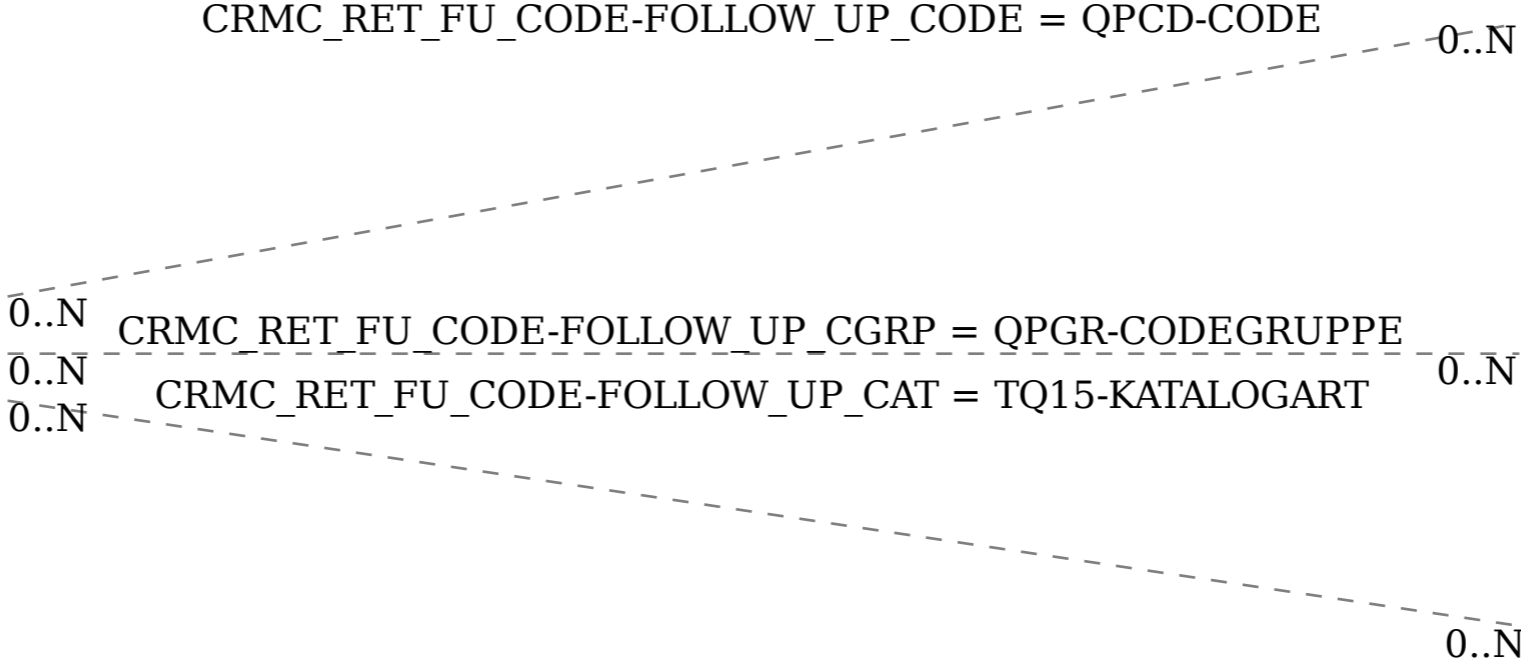 CRMC_RET_FU_CODE-FOLLOW_UP_CODE = QPCD-CODE
0..N
0..N
CRMC_RET_FU_CODE-FOLLOW_UP_CGRP = QPGR-CODEGRUPPE
0..N
0..N
CRMC_RET_FU_CODE-FOLLOW_UP_CAT = TQ15-KATALOGART
0..N
0..N